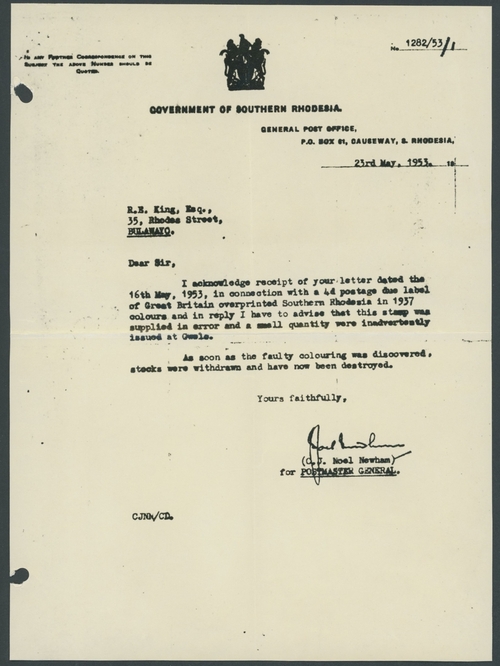 No 1282/53/1
In any Further Correspondence on this
Subject the above Number should be
Quoted.
GOVERNMENT OF SOUTHERN RHODESIA.
GENERAL POST OFFICE,
P.O. BOX 61, CAUSEWAY, S. RHODESIA,
23rd May, 1953. 19
R.E. King, Esq.,
35, Rhodes Street,
BULAWAYO.
Dear Sir,
I acknowledge receipt of your letter dated the
16th May, 1953, in connection with a 4d postage due label
of Great Britain overprinted Southern Rhodesia in 1937
colours and in reply I have to advise that this stamp was
supplied in error and a small quantity were inadvertently
issued at Gwelo.
As soon as the faulty colouring was discovered,
stocks were withdrawn and have now been destroyed.
Yours faithfully,
Noel Newham
(C.J. Noel Newham)
for POSTMASTER GENERAL.
CJNN/CD.